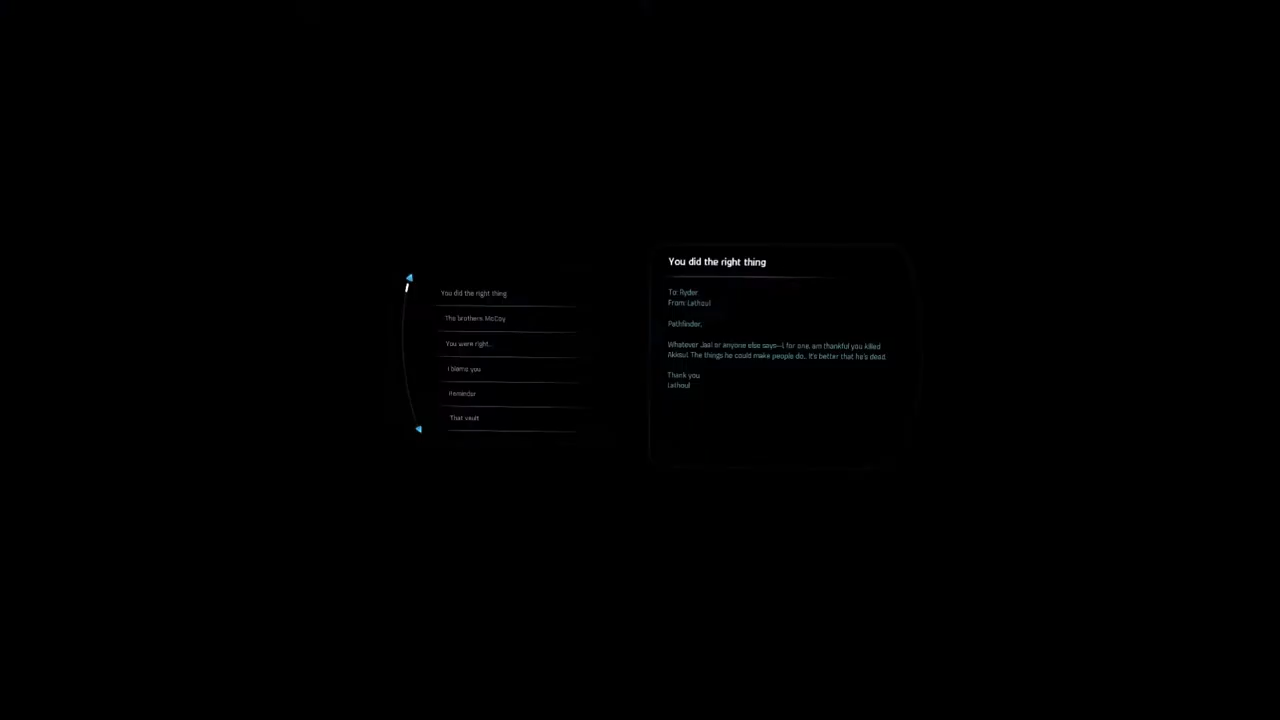 You did the right thing
The brothers McCoy
You were right...
I blame you
Reminder
That vault
You did the right thing
To: Ryder
From: Lathoul
Pathfinder,
Whatever Jaal or anyone else says—I, for one, am thankful you killed
Akksul. The things he could make people do... It's better that he's dead.
Thank you
Lathoul